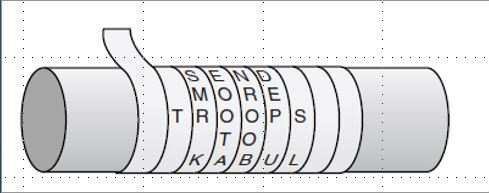 SEND
MORE
TROOPS
TO
KABUL